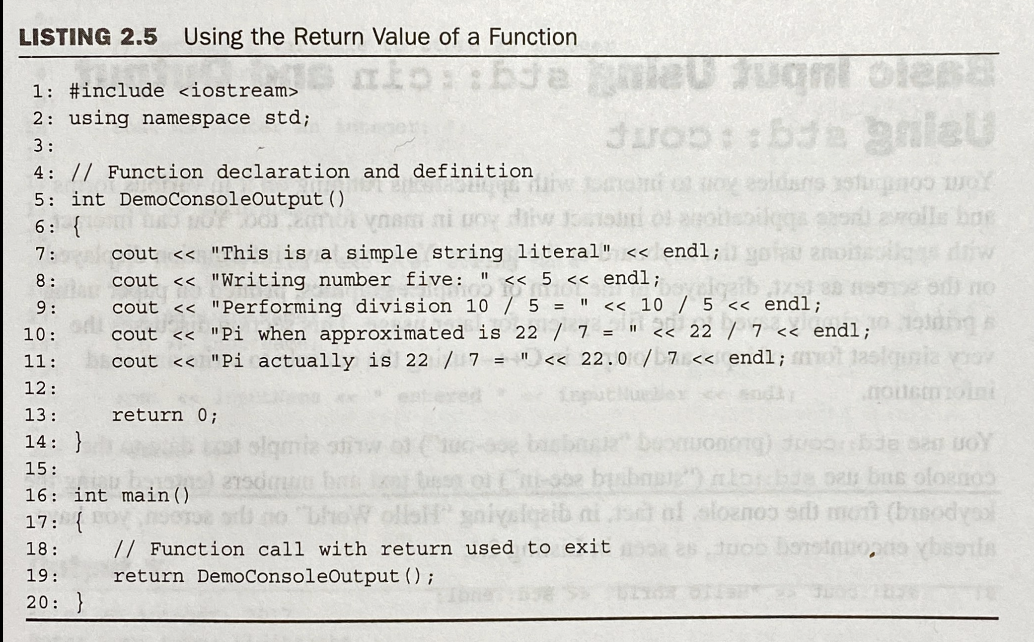 LISTING 2.5 Using the Return Value of a Function
1: #include <iostream>
2: using namespace std;
3:
4: // Function declaration and definition
5: int DemoConsoleOutput()
6: {
7: cout << "This is a simple string literal" << endl;
8: cout << "Writing number five: " << 5 << endl;
9: cout << "Performing division 10 / 5 = " << 10 / 5 << endl;
10: cout << "Pi when approximated is 22 / 7 = " << 22 / 7 << endl;
11: cout << "Pi actually is 22 / 7 = " << 22.0 / 7 << endl;
12:
13: return 0;
14: }
15:
16: int main()
17: {
18: // Function call with return used to exit
19: return DemoConsoleOutput();
20: }